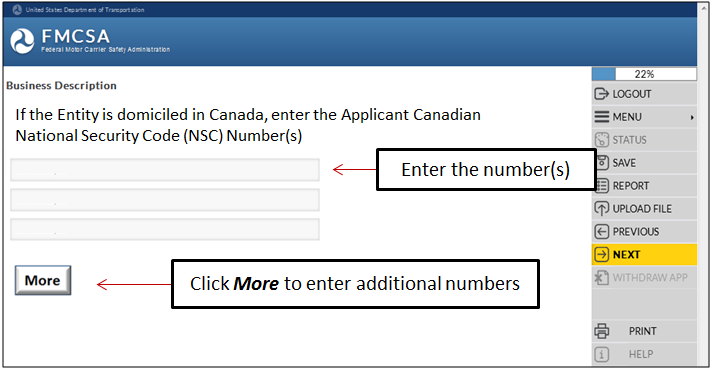 United States Department of Transportation
FMCSA
Federal Motor Carrier Safety Administration
22%
Business Description
LOGOUT
If the Entity is domiciled in Canada, enter the Applicant Canadian
National Security Code (NSC) Number(s)
MENU
STATUS
Enter the number(s)
SAVE
REPORT
UPLOAD FILE
PREVIOUS
NEXT
More
Click More to enter additional numbers
WITHDRAW APP
PRINT
HELP